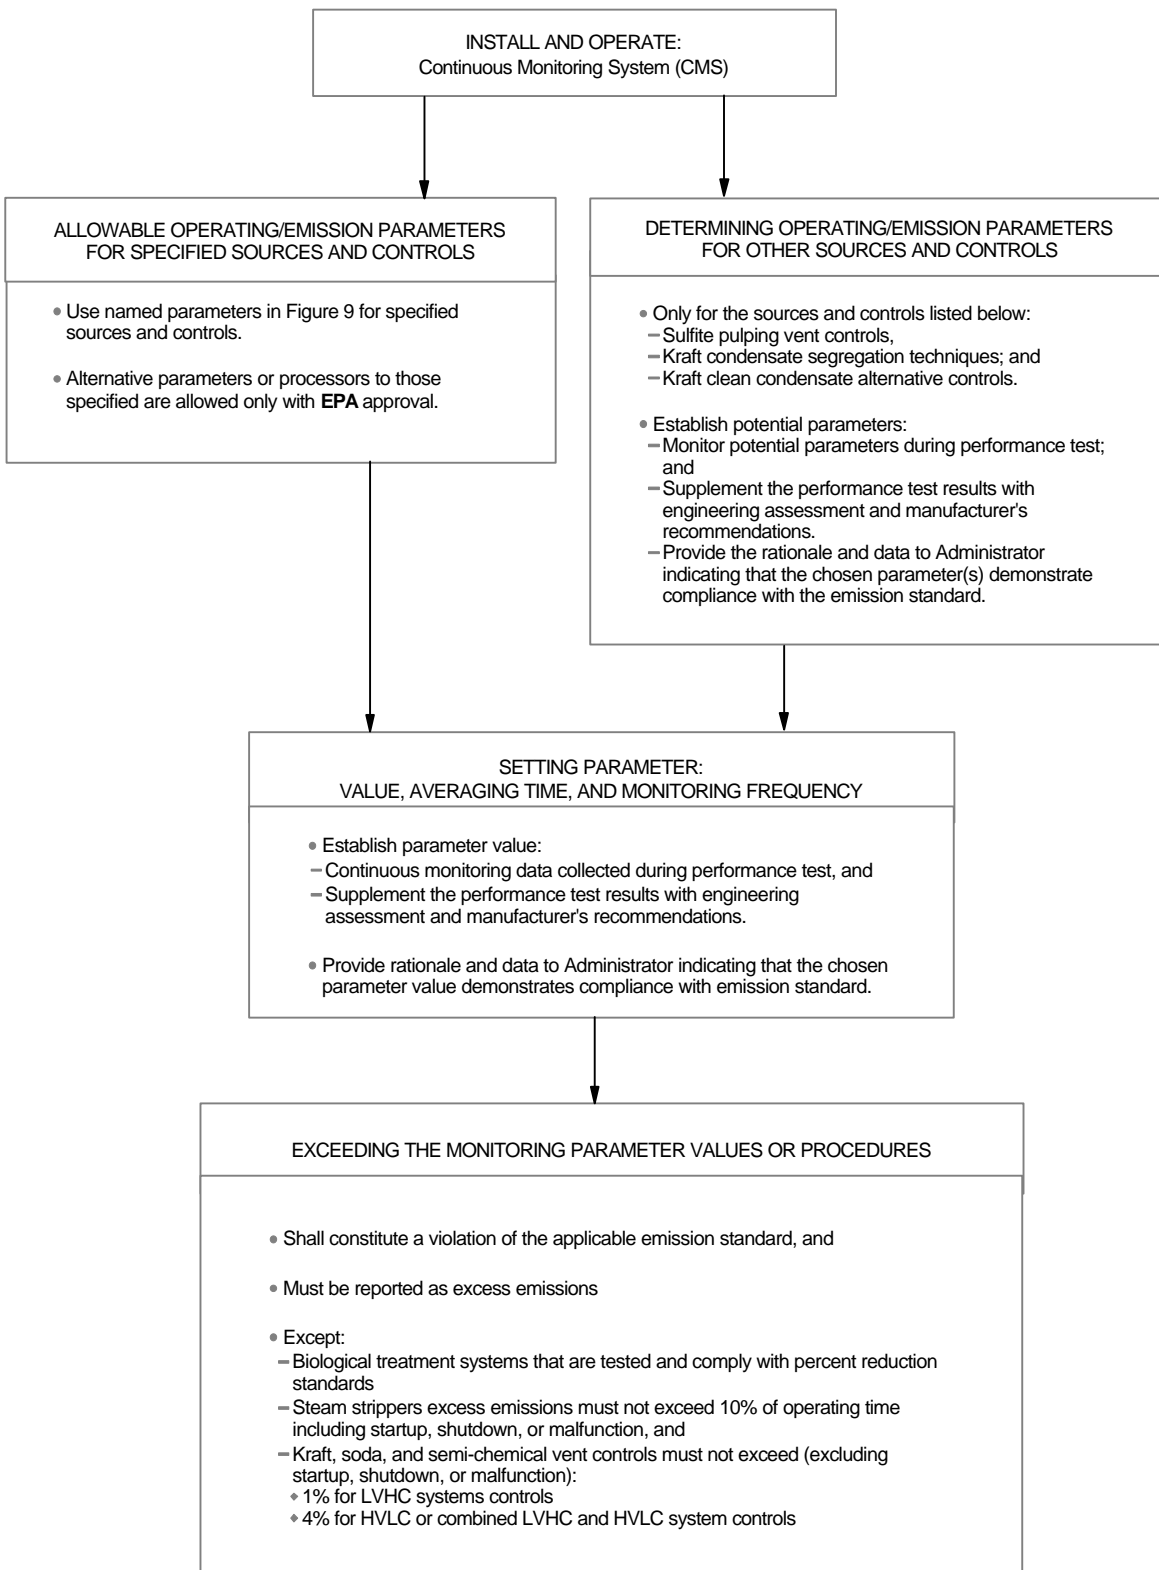 INSTALL AND OPERATE:
Continuous Monitoring System (CMS)
ALLOWABLE OPERATING/EMISSION PARAMETERS
FOR SPECIFIED SOURCES AND CONTROLS
• Use named parameters in Figure 9 for specified
sources and controls.
• Alternative parameters or processors to those
specified are allowed only with EPA approval.
DETERMINING OPERATING/EMISSION PARAMETERS
FOR OTHER SOURCES AND CONTROLS
• Only for the sources and controls listed below:
– Sulfite pulping vent controls,
– Kraft condensate segregation techniques; and
– Kraft clean condensate alternative controls.
• Establish potential parameters:
– Monitor potential parameters during performance test;
and
– Supplement the performance test results with
engineering assessment and manufacturer's
recommendations.
– Provide the rationale and data to Administrator
indicating that the chosen parameter(s) demonstrate
compliance with the emission standard.
SETTING PARAMETER:
VALUE, AVERAGING TIME, AND MONITORING FREQUENCY
• Establish parameter value:
– Continuous monitoring data collected during performance test, and
– Supplement the performance test results with engineering
assessment and manufacturer's recommendations.
• Provide rationale and data to Administrator indicating that the chosen
parameter value demonstrates compliance with emission standard.
EXCEEDING THE MONITORING PARAMETER VALUES OR PROCEDURES
• Shall constitute a violation of the applicable emission standard, and
• Must be reported as excess emissions
• Except:
– Biological treatment systems that are tested and comply with percent reduction
standards
– Steam strippers excess emissions must not exceed 10% of operating time
including startup, shutdown, or malfunction, and
– Kraft, soda, and semi-chemical vent controls must not exceed (excluding
startup, shutdown, or malfunction):
◆ 1% for LVHC systems controls
◆ 4% for HVLC or combined LVHC and HVLC system controls